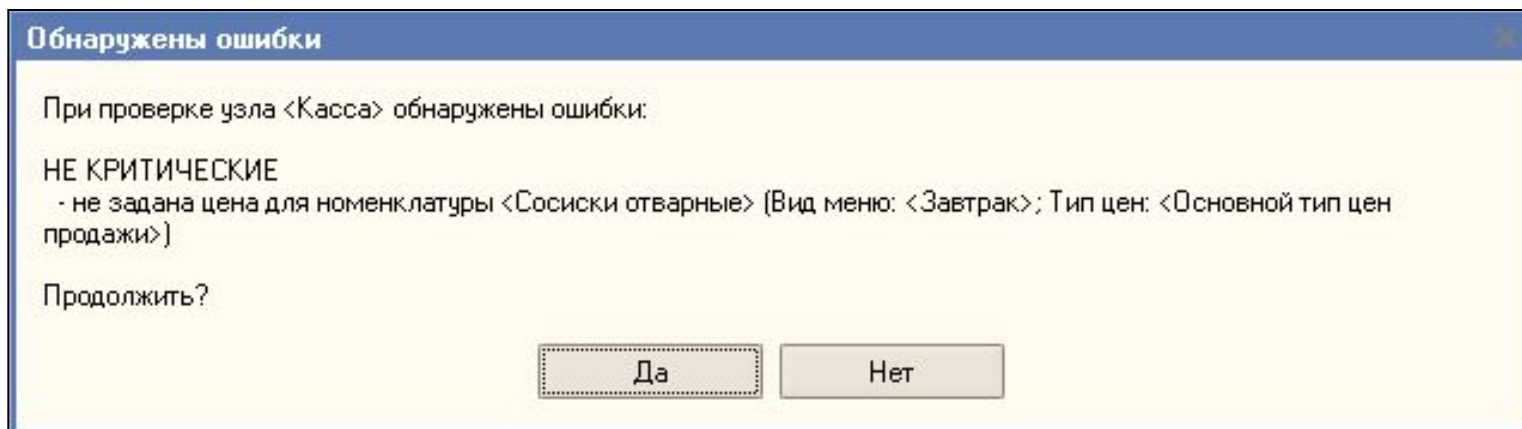 Обнаружены ошибки
При проверке узла <Касса> обнаружены ошибки:
НЕ КРИТИЧЕСКИЕ
- не задана цена для номенклатуры <Сосиски отварные> (Вид меню: <Завтрак>; Тип цен: <Основной тип цен
продажи>)
Продолжить?
Да
Нет